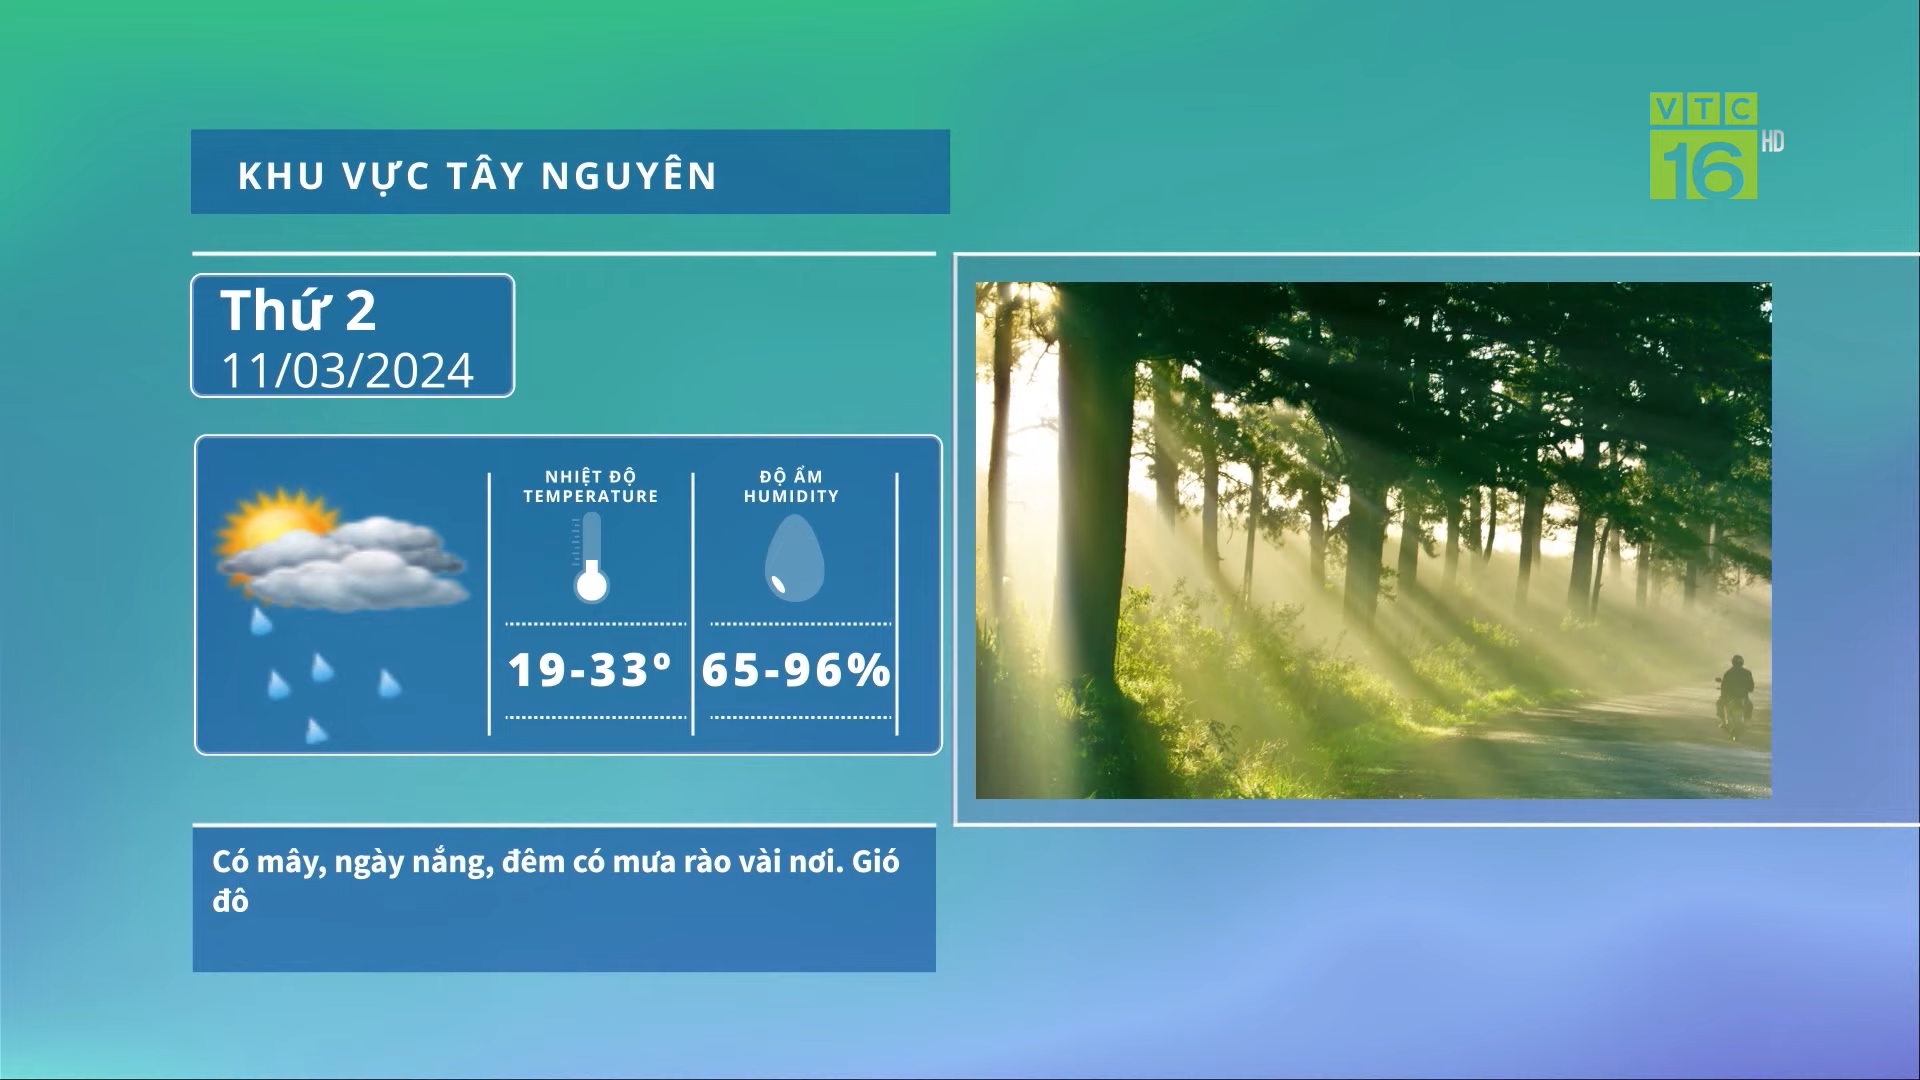 VTC
16
HD
KHU VỰC TÂY NGUYÊN
Thứ 2
11/03/2024
NHIỆT ĐỘ
TEMPERATURE
19-33º
ĐỘ ẨM
HUMIDITY
65-96%
Có mây, ngày nắng, đêm có mưa rào vài nơi. Gió
đô